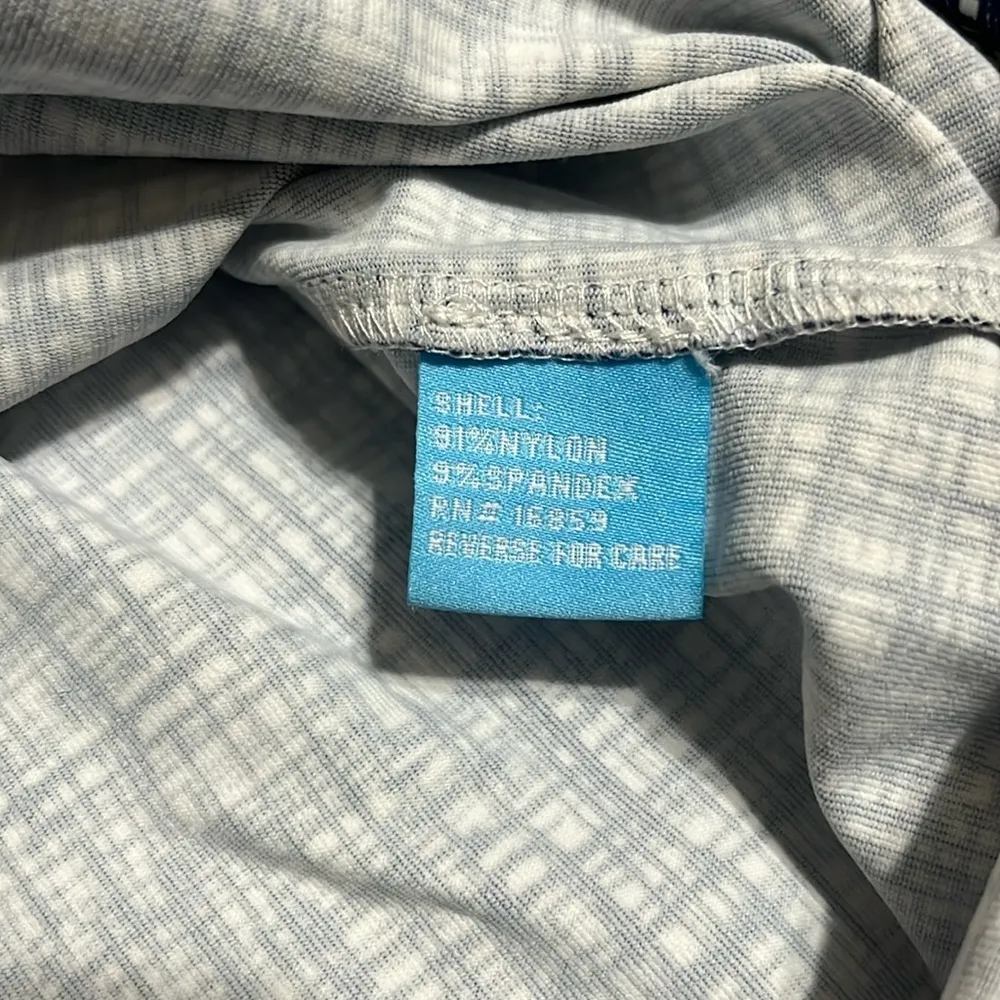 SHELL:
91%NYLON
9%SPANDEX
RN# 16859
REVERSE FOR CARE